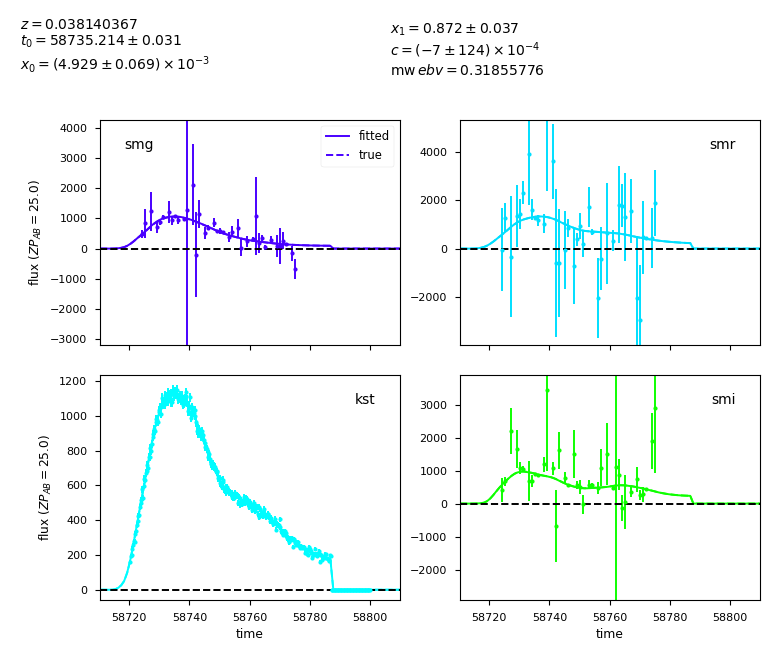 z = 0.038140367
t₀ = 58735.214 ± 0.031
x₀ = (4.929 ± 0.069) × 10⁻³
x₁ = 0.872 ± 0.037
c = (−7 ± 124) × 10⁻⁴
mw ebv = 0.31855776
smg
fitted
true
4000
3000
2000
1000
0
−1000
−2000
−3000
flux (ZP_AB = 25.0)
smr
4000
2000
0
−2000
kst
1200
1000
800
600
400
200
0
flux (ZP_AB = 25.0)
58720 58740 58760 58780 58800
time
smi
3000
2000
1000
0
−1000
−2000
58720 58740 58760 58780 58800
time